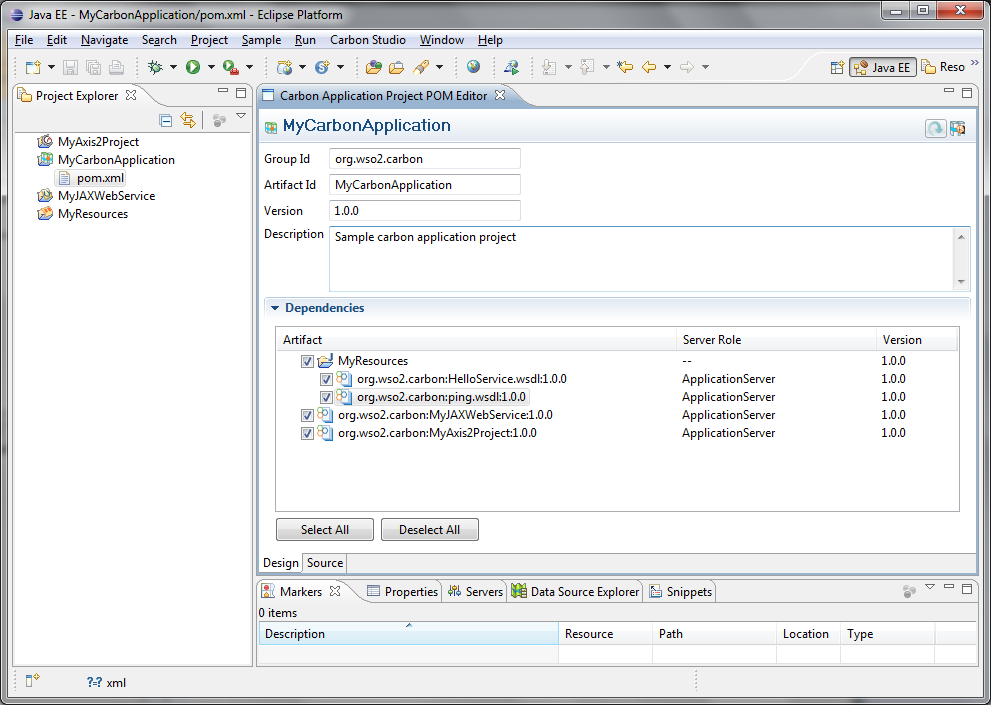 Java EE - MyCarbonApplication/pom.xml - Eclipse Platform
File Edit Navigate Search Project Sample Run Carbon Studio Window Help
Java EE Reso
Project Explorer
MyAxis2Project
MyCarbonApplication
pom.xml
MyJAXWebService
MyResources
Carbon Application Project POM Editor
MyCarbonApplication
Group Id org.wso2.carbon
Artifact Id MyCarbonApplication
Version 1.0.0
Description Sample carbon application project
Dependencies
Artifact Server Role Version
MyResources -- 1.0.0
org.wso2.carbon:HelloService.wsdl:1.0.0 ApplicationServer 1.0.0
org.wso2.carbon:ping.wsdl:1.0.0 ApplicationServer 1.0.0
org.wso2.carbon:MyJAXWebService:1.0.0 ApplicationServer 1.0.0
org.wso2.carbon:MyAxis2Project:1.0.0 ApplicationServer 1.0.0
Select All Deselect All
Design Source
Markers Properties Servers Data Source Explorer Snippets
0 items
Description Resource Path Location Type
?=? xml